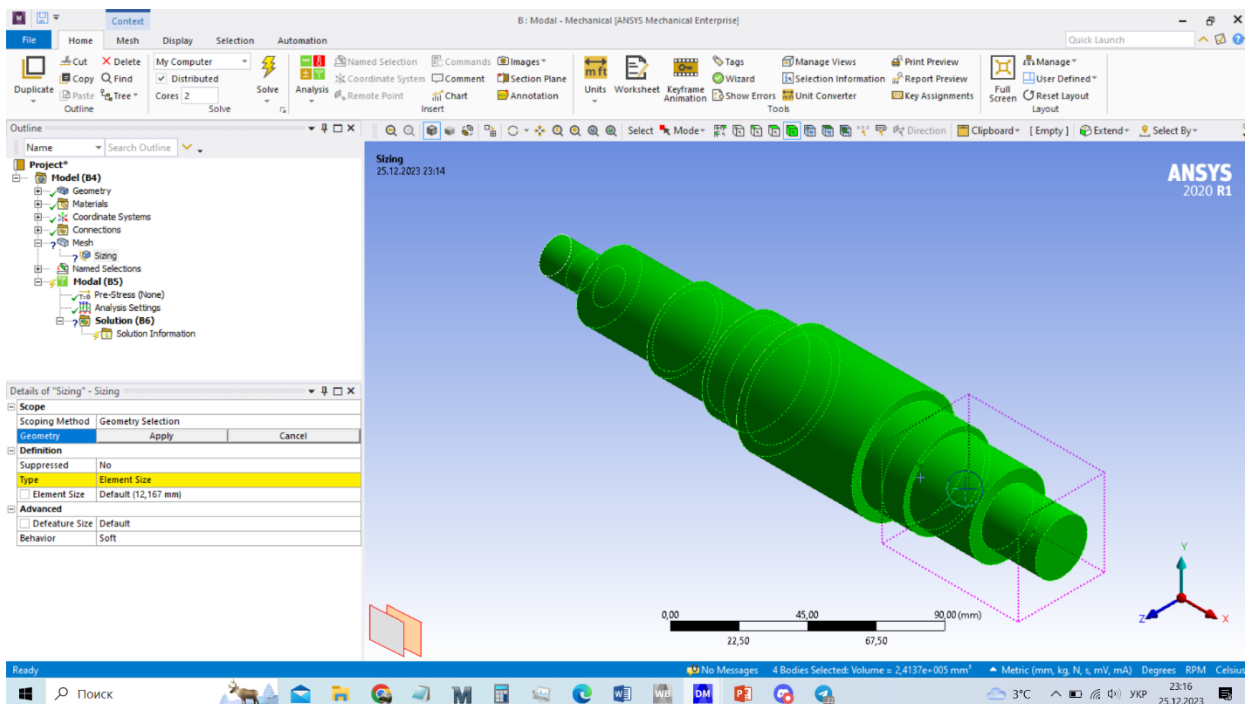 Context
B : Modal - Mechanical [ANSYS Mechanical Enterprise]
File Home Mesh Display Selection Automation
Quick Launch
Duplicate
Cut
Copy
Paste
Delete
Find
Tree
Outline
My Computer
Distributed
Cores 2
Solve
Solve
Analysis
Named Selection
Coordinate System
Remote Point
Commands
Comment
Chart
Images
Section Plane
Annotation
Insert
Units
Worksheet
Keyframe
Animation
Tags
Wizard
Show Errors
Manage Views
Selection Information
Unit Converter
Print Preview
Report Preview
Key Assignments
Tools
Full
Screen
Manage
User Defined
Reset Layout
Layout
Outline
Select Mode Direction Clipboard [ Empty ] Extend Select By
Name Search Outline
Project*
Model (B4)
Geometry
Materials
Coordinate Systems
Connections
Mesh
Sizing
Named Selections
Modal (B5)
Pre-Stress (None)
Analysis Settings
Solution (B6)
Solution Information
Sizing
25.12.2023 23:14
ANSYS
2020 R1
Details of "Sizing" - Sizing
Scope
Scoping Method Geometry Selection
Geometry Apply Cancel
Definition
Suppressed No
Type Element Size
Element Size Default (12,167 mm)
Advanced
Defeature Size Default
Behavior Soft
0,00 45,00 90,00 (mm)
22,50 67,50
Y
Z X
Ready No Messages 4 Bodies Selected: Volume = 2,4137e+005 mm³ Metric (mm, kg, N, s, mV, mA) Degrees RPM Celsius
Поиск
WB
DM
3°C
УКР
23:16
25.12.2023